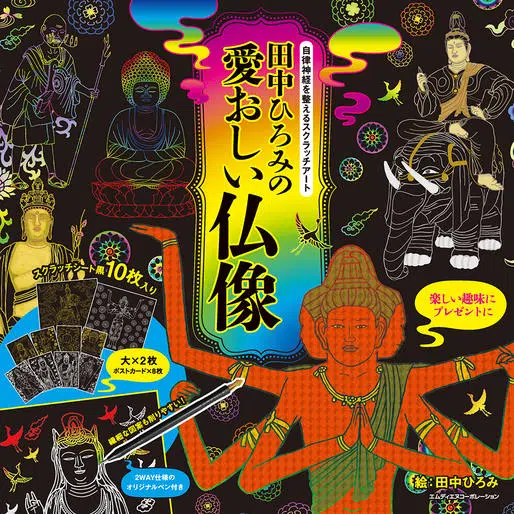 自律神経を整えるスクラッチアート
田中ひろみの
愛おしい仏像
スクラッチシート黒10枚入り
大×2枚
ポストカード×8枚
繊細な図案も削りやすい!
2WAY仕様の
オリジナルペン付き
楽しい趣味に
プレゼントに
絵:田中ひろみ
エムディエヌコーポレーション